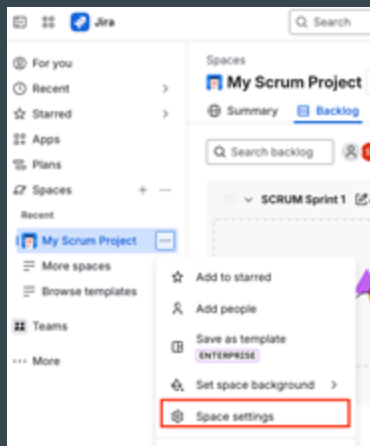 Jira
Search
For you
Recent
Starred
Apps
Plans
Spaces
Recent
My Scrum Project
More spaces
Browse templates
Teams
More
Spaces
My Scrum Project
Summary
Backlog
Search backlog
SCRUM Sprint 1
Add to starred
Add people
Save as template
ENTERPRISE
Set space background
Space settings